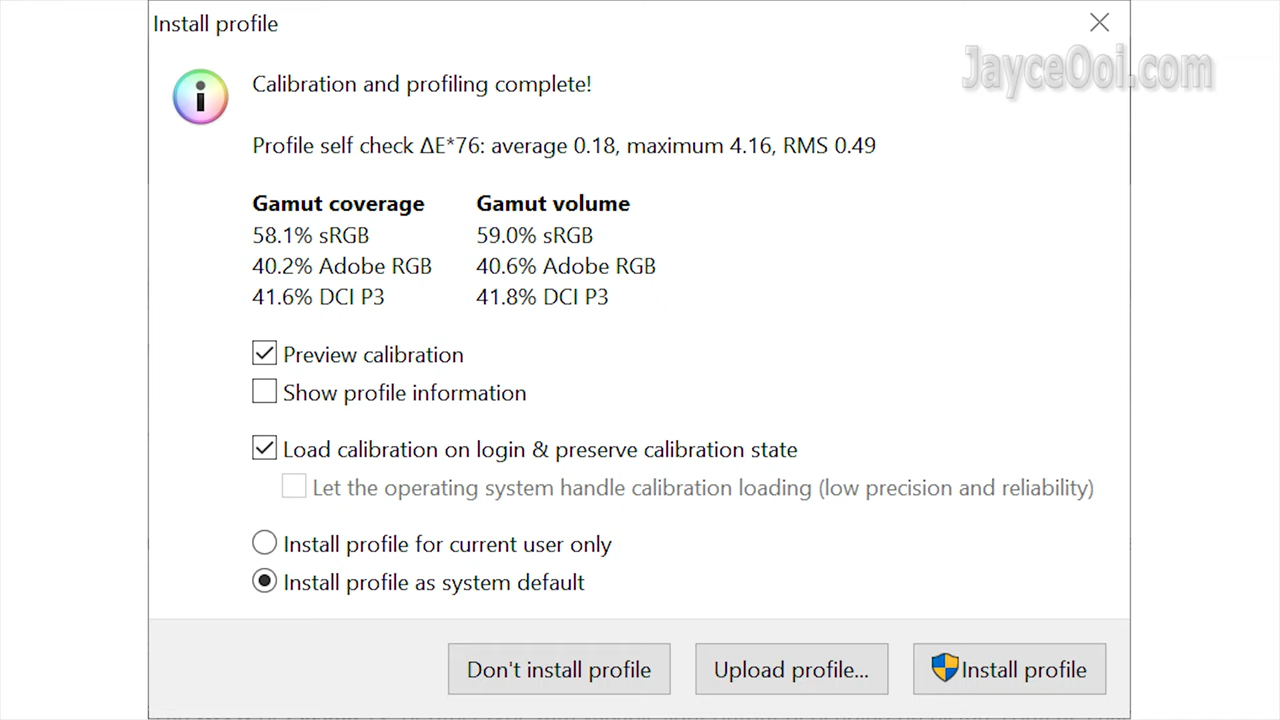 Install profile
JayceOoi.com
Calibration and profiling complete!
Profile self check ΔE*76: average 0.18, maximum 4.16, RMS 0.49
Gamut coverage Gamut volume
58.1% sRGB 59.0% sRGB
40.2% Adobe RGB 40.6% Adobe RGB
41.6% DCI P3 41.8% DCI P3
Preview calibration
Show profile information
Load calibration on login & preserve calibration state
Let the operating system handle calibration loading (low precision and reliability)
Install profile for current user only
Install profile as system default
Don't install profile Upload profile... Install profile